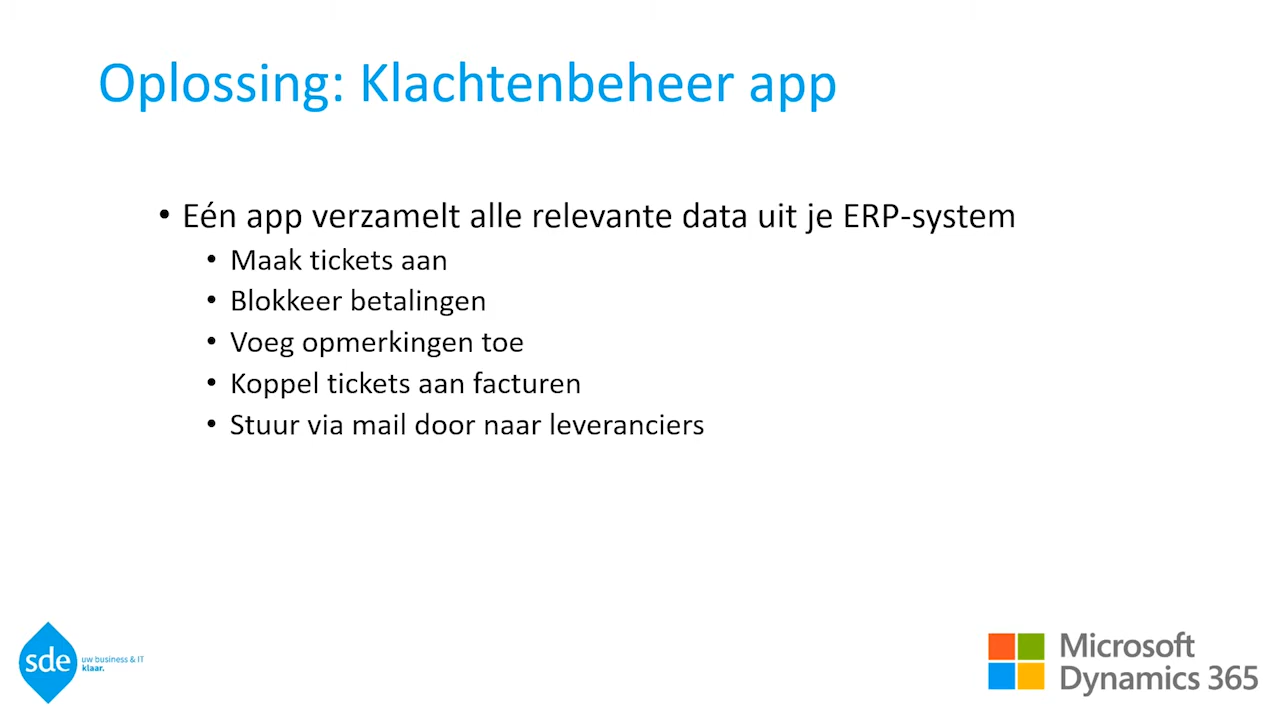 Oplossing: Klachtenbeheer app
• Eén app verzamelt alle relevante data uit je ERP-system
• Maak tickets aan
• Blokkeer betalingen
• Voeg opmerkingen toe
• Koppel tickets aan facturen
• Stuur via mail door naar leveranciers
sde
uw business & IT
klaar.
Microsoft
Dynamics 365